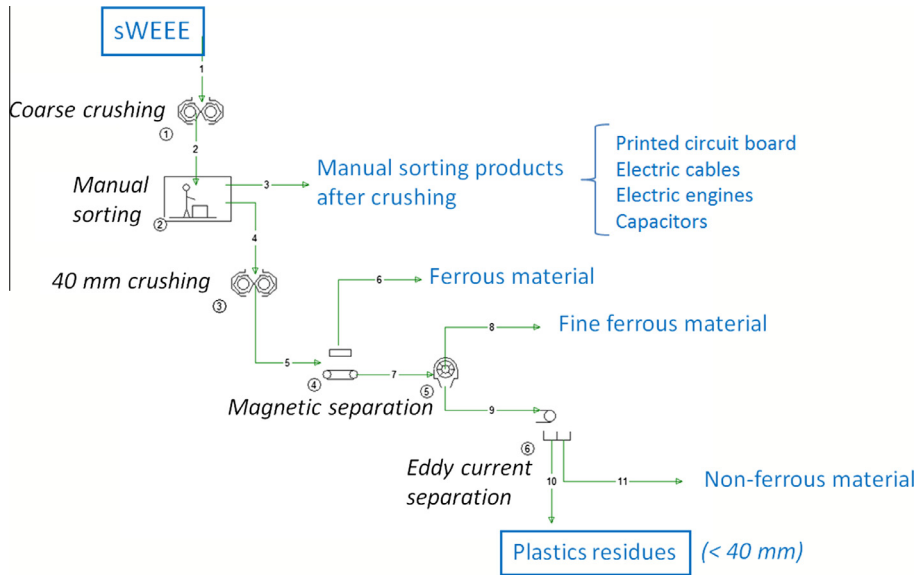 sWEEE
1
Coarse crushing
①
2
Printed circuit board
Electric cables
Electric engines
Capacitors
Manual sorting products
after crushing
3
Manual
sorting
②
4
40 mm crushing
③
6
Ferrous material
8
Fine ferrous material
5
④
7
⑤
Magnetic separation
9
⑥
Eddy current
separation
10
11
Non-ferrous material
Plastics residues
(< 40 mm)